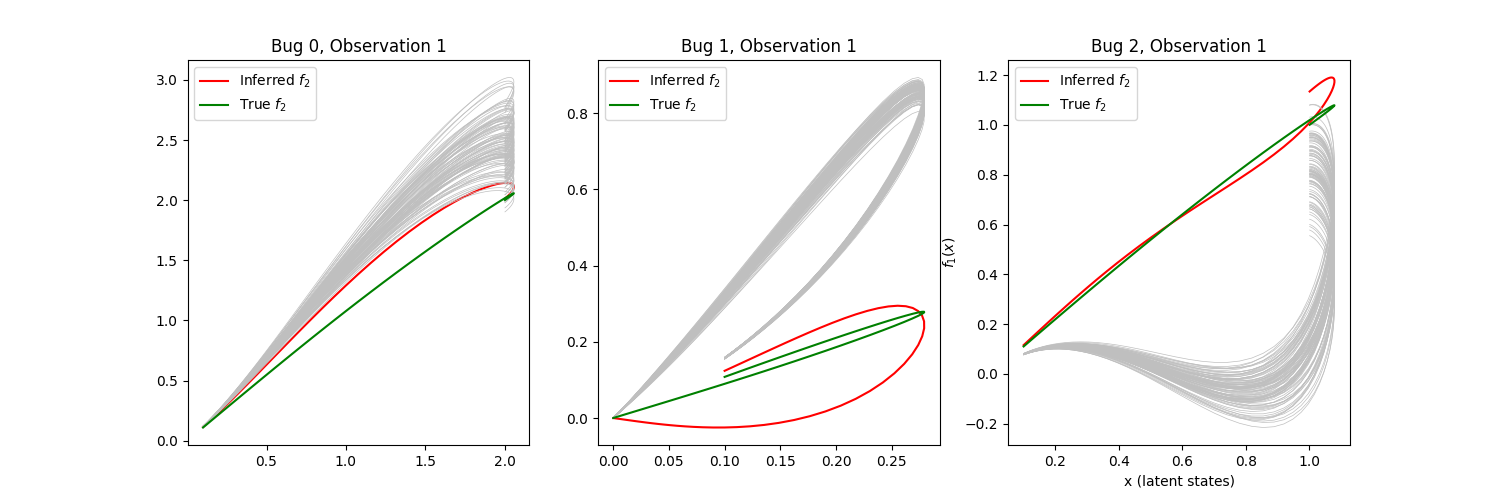 Bug 0, Observation 1
Inferred f₂
True f₂
3.0
2.5
2.0
1.5
1.0
0.5
0.0
0.5 1.0 1.5 2.0
Bug 1, Observation 1
Inferred f₂
True f₂
0.8
0.6
0.4
0.2
0.0
0.00 0.05 0.10 0.15 0.20 0.25
Bug 2, Observation 1
Inferred f₂
True f₂
f₁(x)
1.2
1.0
0.8
0.6
0.4
0.2
0.0
−0.2
0.2 0.4 0.6 0.8 1.0
x (latent states)